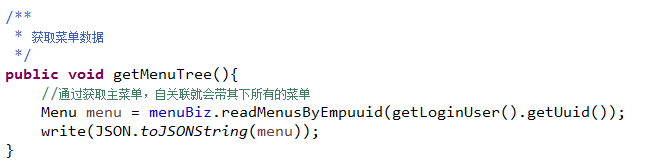 /**
 * 获取菜单数据
 */
public void getMenuTree(){
    //通过获取主菜单，自关联就会带其下所有的菜单
    Menu menu = menuBiz.readMenusByEmpuuid(getLoginUser().getUuid());
    write(JSON.toJSONString(menu));
}